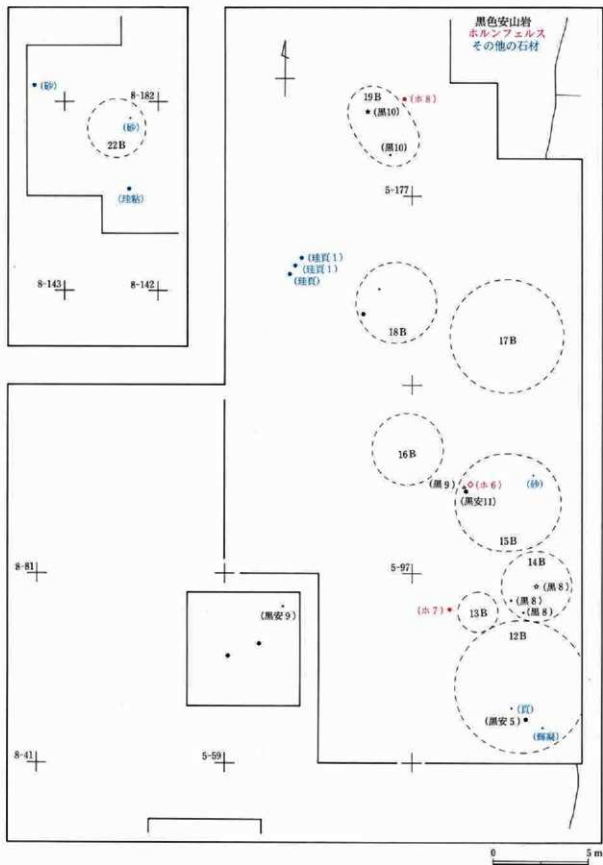 黒色安山岩
ホルンフェルス
その他の石材
(砂)
8-182
(砂)
22B
(珪粘)
8-143
8-142
19B
(ホ8)
(黒10)
(黒10)
5-177
(珪頁1)
(珪頁1)
(珪頁)
18B
17B
16B
(黒9)
(ホ6)
(砂)
(黒安11)
15B
8-81
5-97
14B
(黒8)
(黒8)
(黒8)
(ホ7)
13B
12B
(黒安9)
(頁)
(黒安5)
8-41
5-59
0 5m